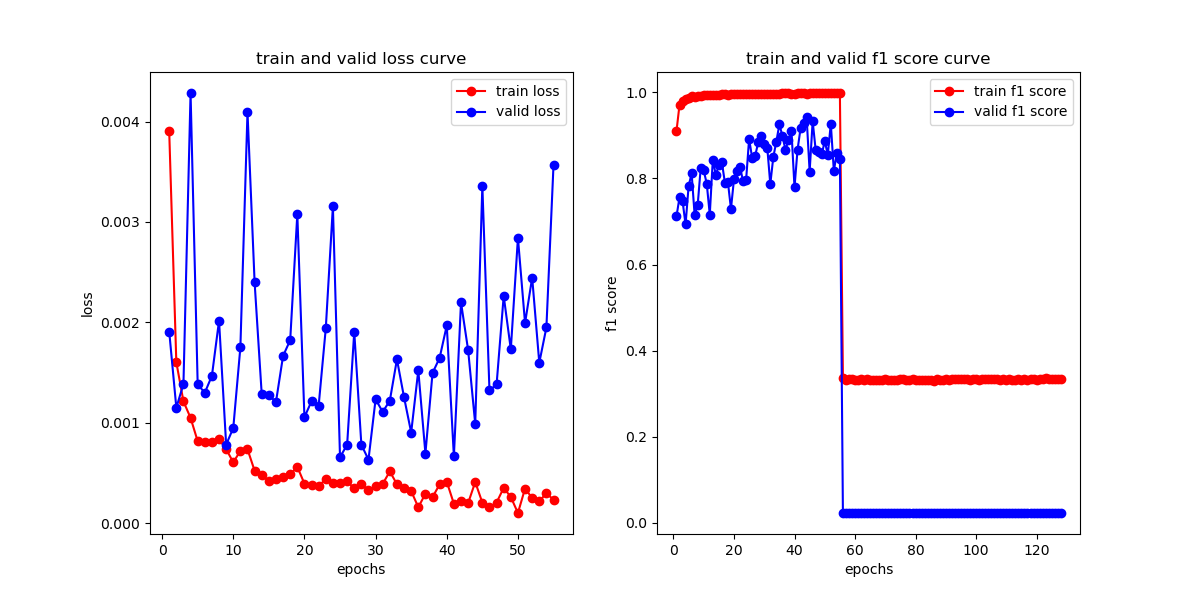 train and valid loss curve
train loss
valid loss
0.004
0.003
0.002
0.001
0.000
loss
0 10 20 30 40 50
epochs
train and valid f1 score curve
train f1 score
valid f1 score
1.0
0.8
0.6
0.4
0.2
0.0
f1 score
0 20 40 60 80 100 120
epochs